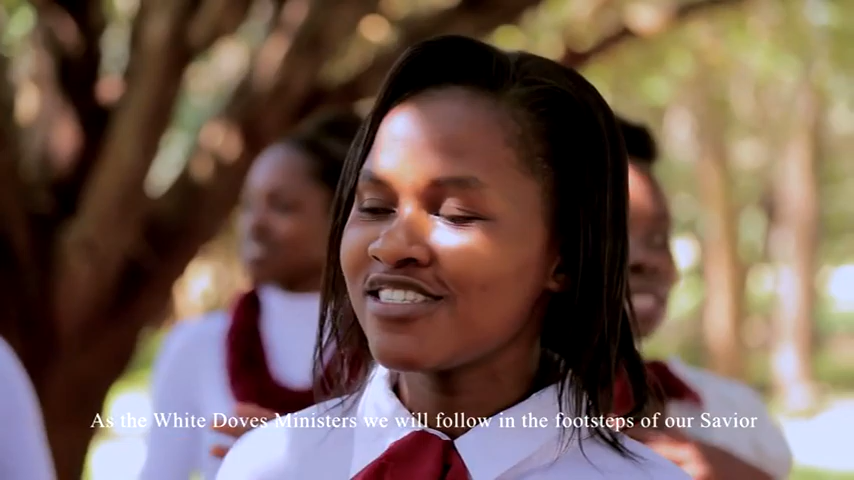 As the White Doves Ministers we will follow in the footsteps of our Savior